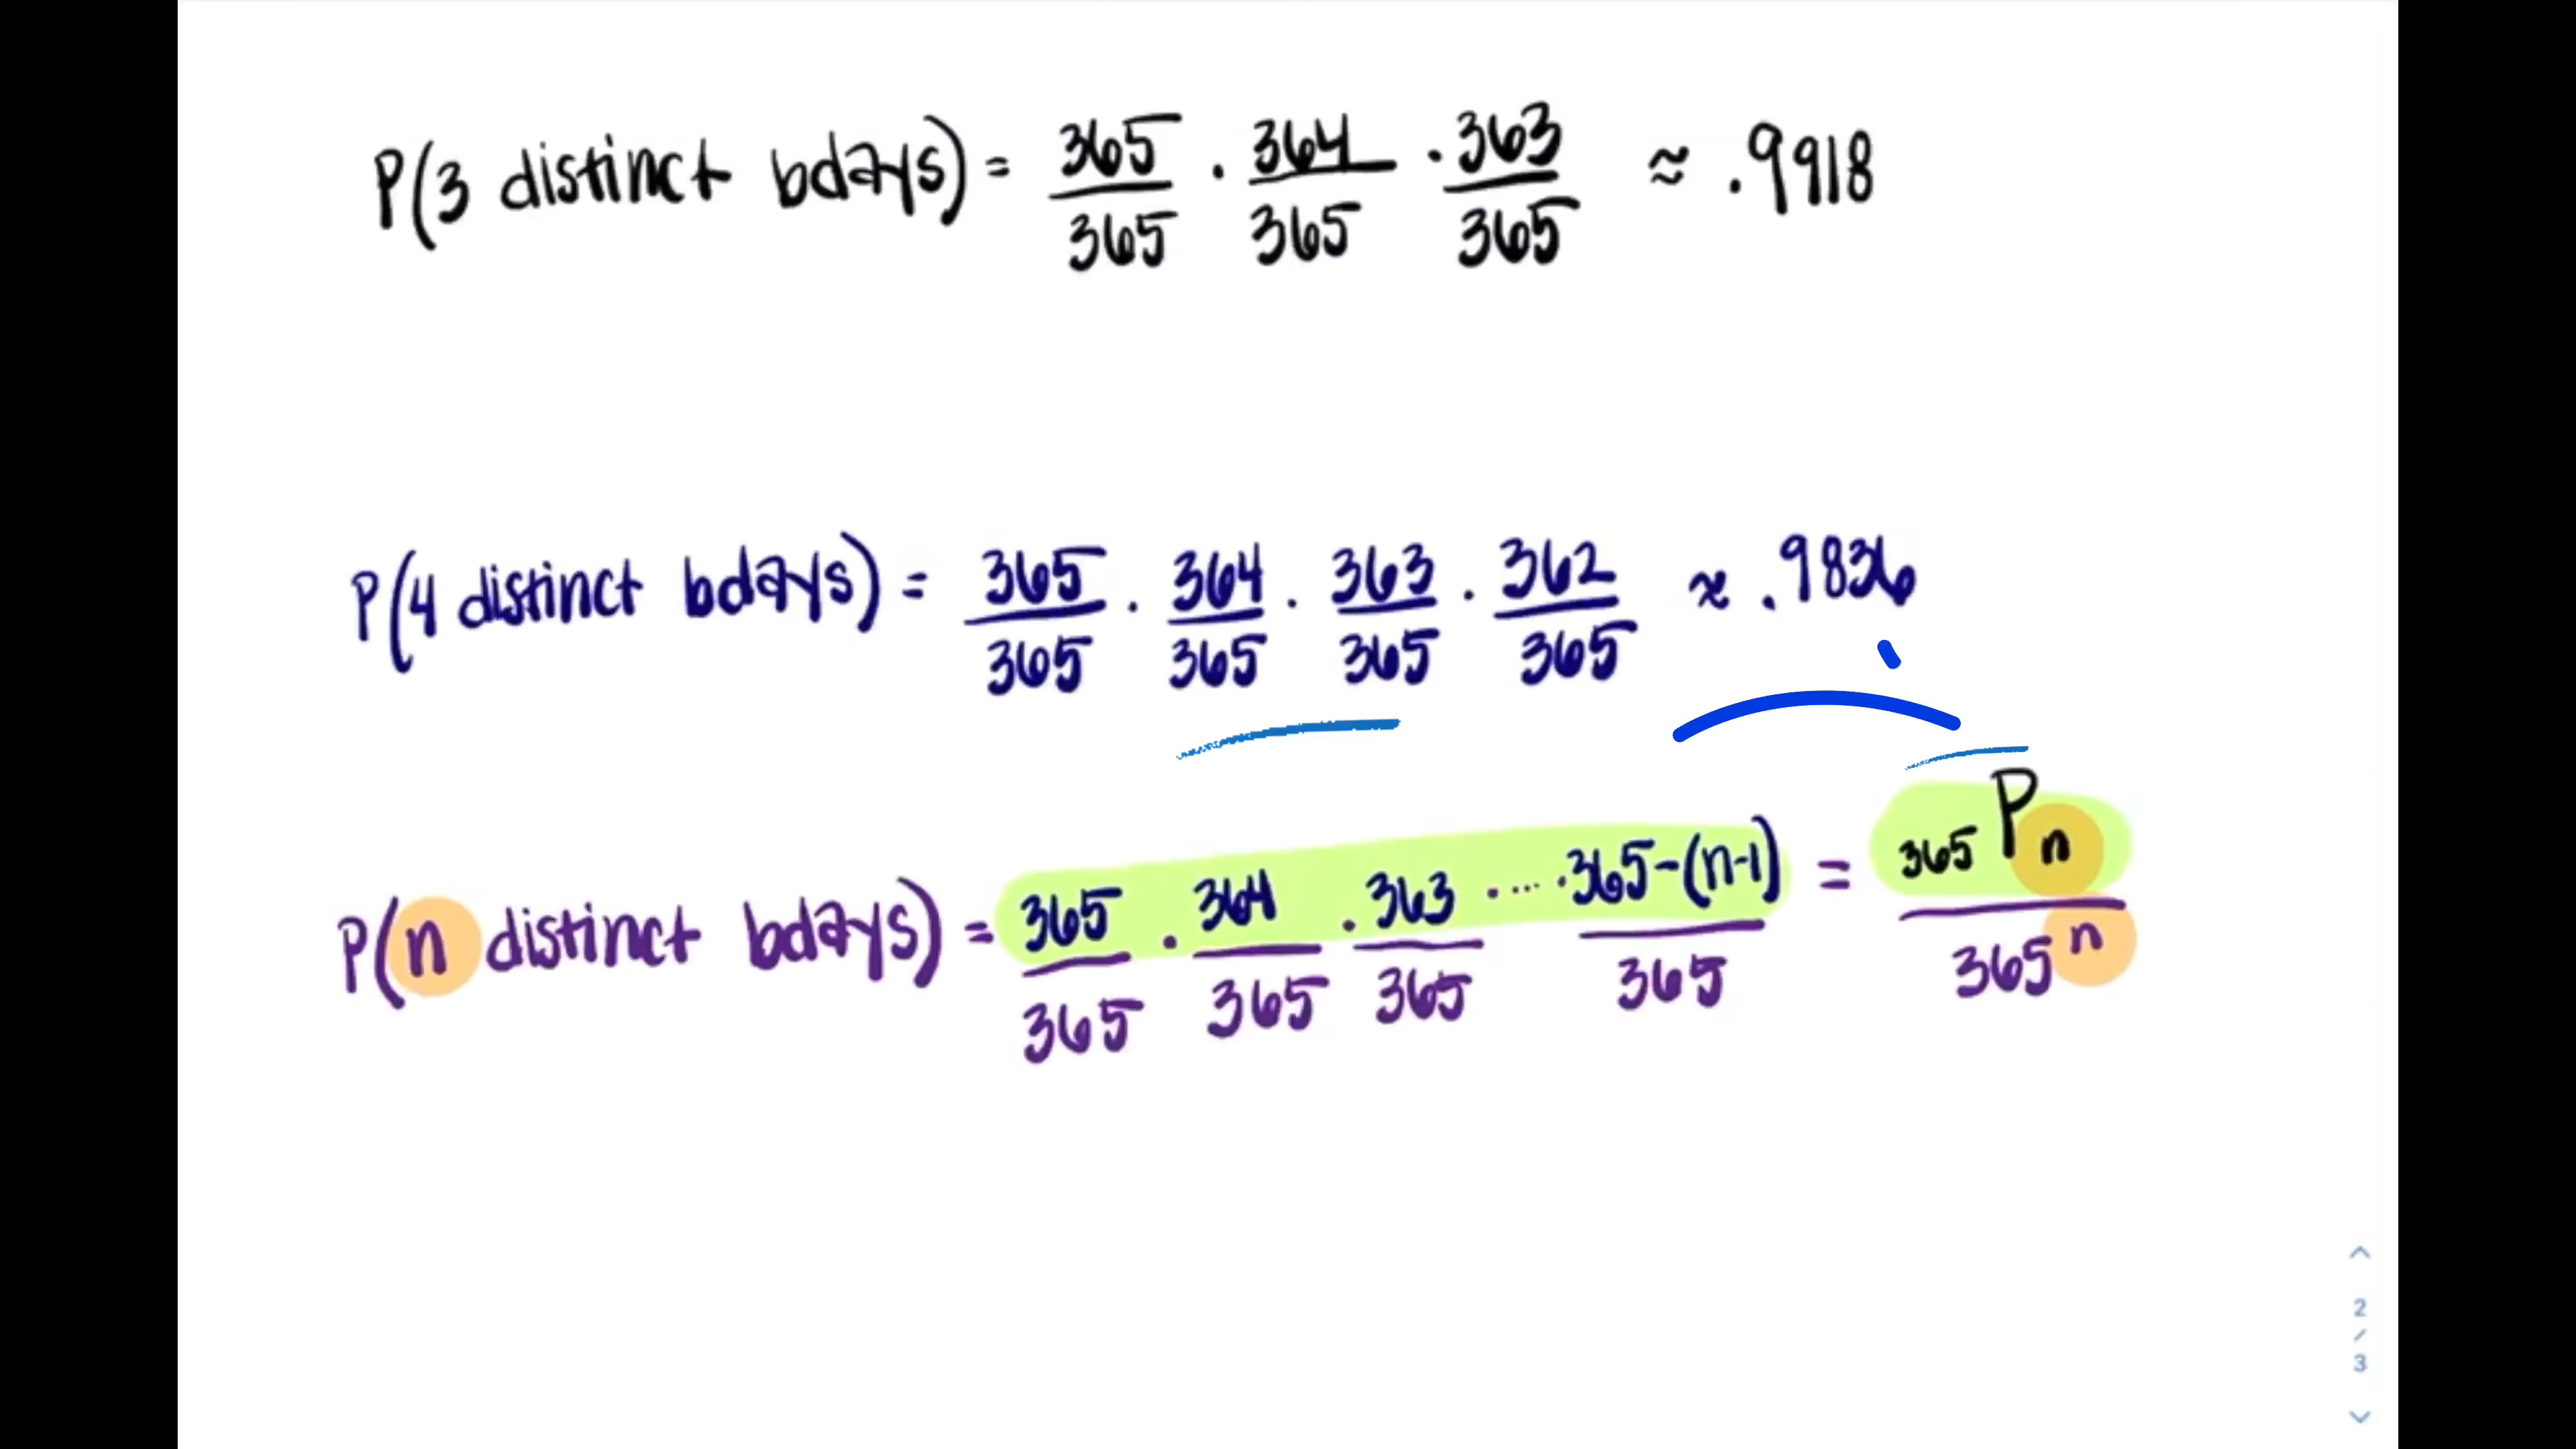 P(3 distinct bdays) = 365/365 · 364/365 · 363/365 ≈ .9918
P(4 distinct bdays) = 365/365 · 364/365 · 363/365 · 362/365 ≈ .9836
P(n distinct bdays) = 365/365 · 364/365 · 363/365 · ... · 365-(n-1)/365 = 365Pn/365^n
2
/
3